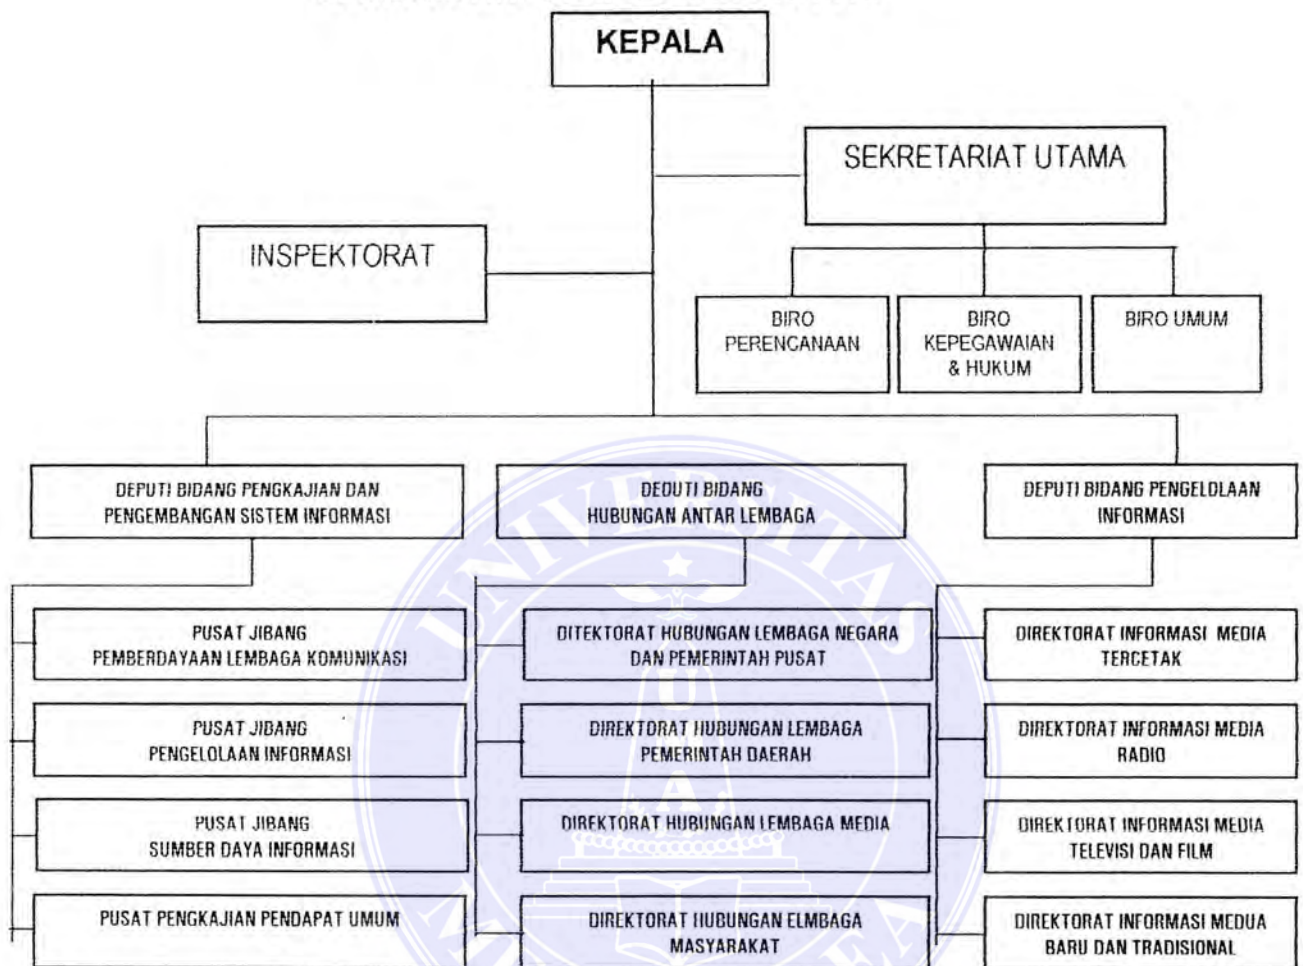 KEPALA
SEKRETARIAT UTAMA
INSPEKTORAT
BIRO
PERENCANAAN
BIRO
KEPEGAWAIAN
& HUKUM
BIRO UMUM
DEPUTI BIDANG PENGKAJIAN DAN
PENGEMBANGAN SISTEM INFORMASI
DEDUTI BIDANG
HUBUNGAN ANTAR LEMBAGA
DEPUTI BIDANG PENGELDLAAN
INFORMASI
PUSAT JIBANG
PEMBERDAYAAN LEMBAGA KOMUNIKASI
DITEKTORAT HUBUNGAN LEMBAGA NEGARA
DAN PEMERINTAH PUSAT
DIREKTORAT INFORMASI MEDIA
TERCETAK
PUSAT JIBANG
PENGELOLAAN INFORMASI
DIREKTORAT HUBUNGAN LEMBAGA
PEMERINTAH DAERAH
DIREKTORAT INFORMASI MEDIA
RADIO
PUSAT JIBANG
SUMBER DAYA INFORMASI
DIREKTORAT HUBUNGAN LEMBAGA MEDIA
DIREKTORAT INFORMASI MEDIA
TELEVISI DAN FILM
PUSAT PENGKAJIAN PENDAPAT UMUM
DIREKTORAT HUBUNGAN ELMBAGA
MASYARAKAT
DIREKTORAT INFORMASI MEDUA
BARU DAN TRADISIONAL
UNIVERSITAS
U
M
A